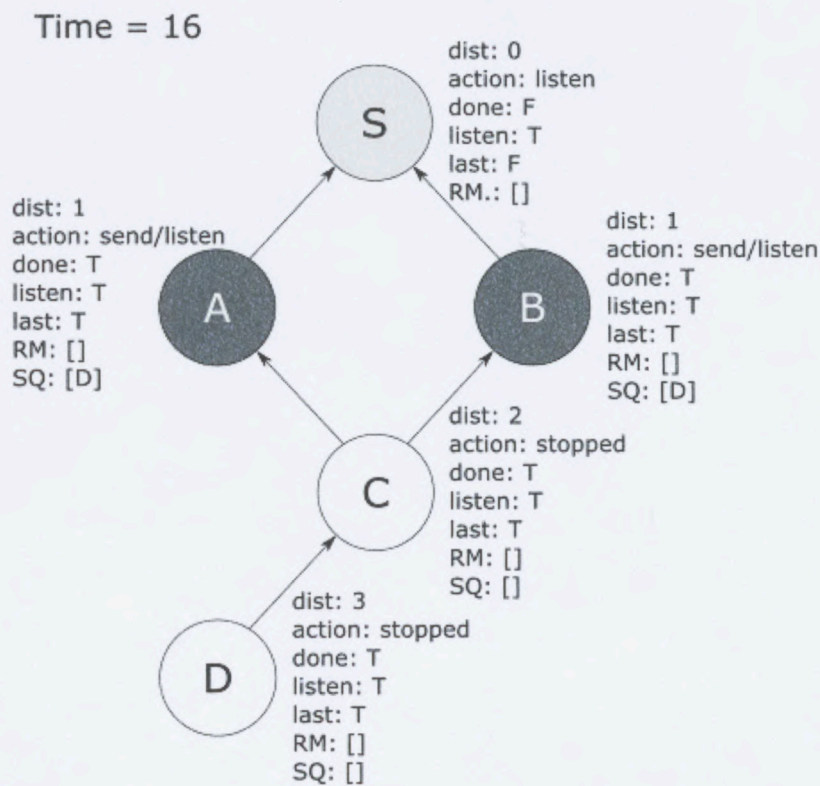 Time = 16
S
dist: 0
action: listen
done: F
listen: T
last: F
RM.: []
dist: 1
action: send/listen
done: T
listen: T
last: T
RM: []
SQ: [D]
A
B
dist: 1
action: send/listen
done: T
listen: T
last: T
RM: []
SQ: [D]
C
dist: 2
action: stopped
done: T
listen: T
last: T
RM: []
SQ: []
D
dist: 3
action: stopped
done: T
listen: T
last: T
RM: []
SQ: []